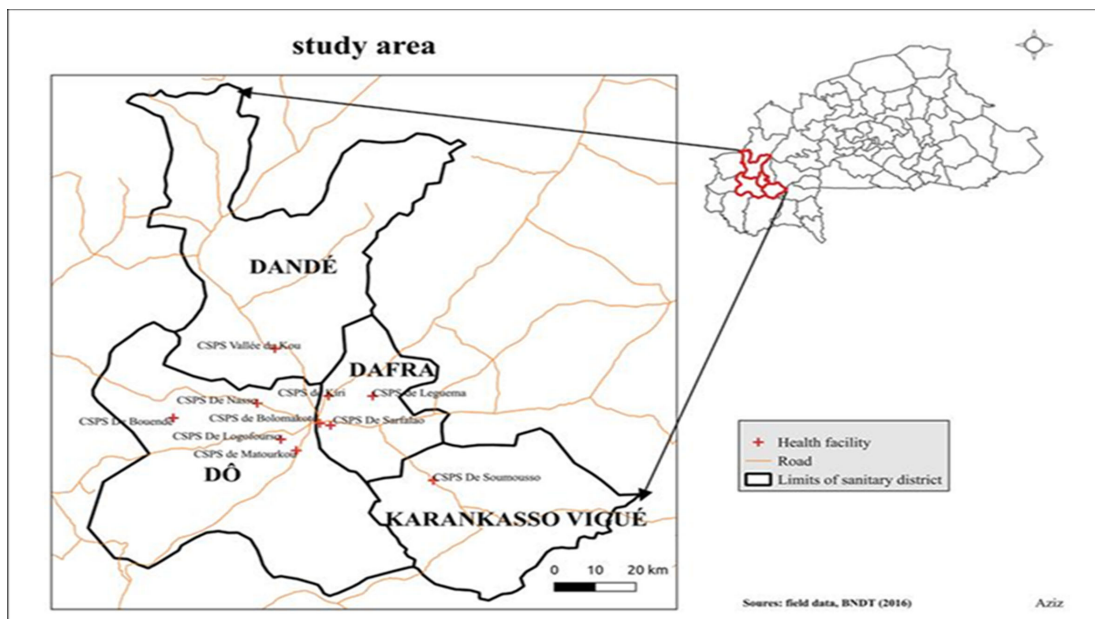 study area
DANDÉ
CSPS Vallée du Kou
DAFRA
CSPS de Kiri
CSPS de Leguema
CSPS De Nasso
CSPS de Bolomakoté
CSPS De Sarfalao
CSPS De Bouendé
CSPS De Logofourso
CSPS de Matourkou
DÔ
CSPS De Soumousso
KARANKASSO VIGUÉ
0 10 20 km
Health facility
Road
Limits of sanitary district
Soures: field data, BNDT (2016)
Aziz